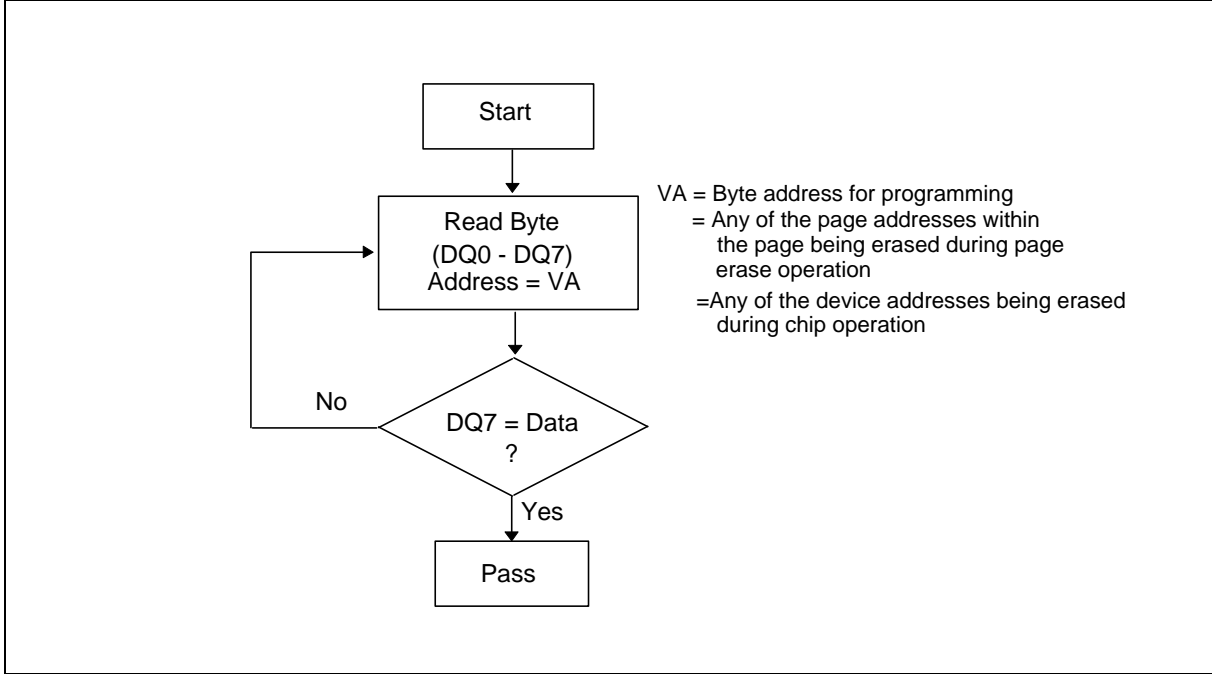 Start
Read Byte
(DQ0 - DQ7)
Address = VA
VA = Byte address for programming
= Any of the page addresses within
the page being erased during page
erase operation
=Any of the device addresses being erased
during chip operation
No
DQ7 = Data
?
Yes
Pass